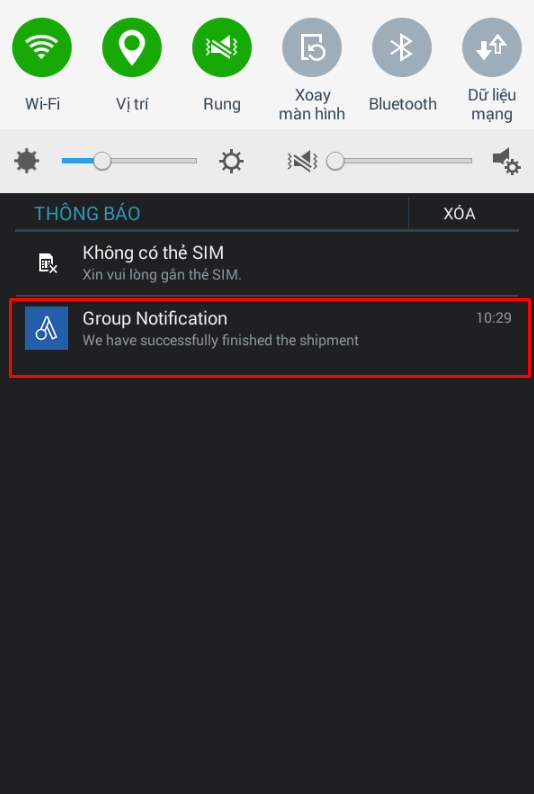 Wi-Fi
Vị trí
Rung
Xoay
màn hình
Bluetooth
Dữ liệu
mạng
THÔNG BÁO
XÓA
Không có thẻ SIM
Xin vui lòng gắn thẻ SIM.
Group Notification
10:29
We have successfully finished the shipment